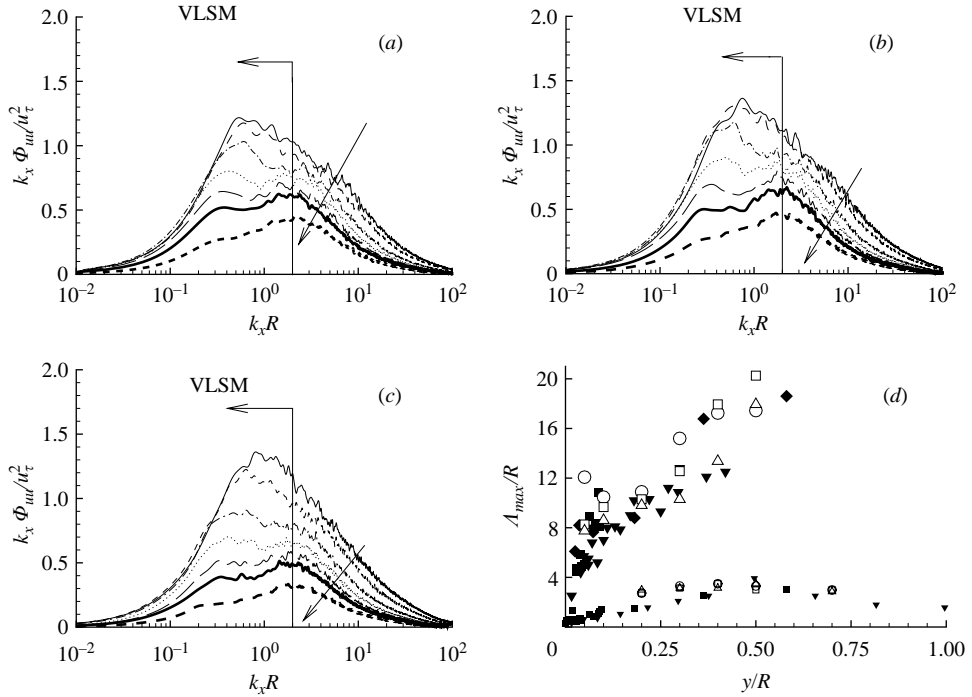 VLSM
(a)
2.0
1.5
1.0
0.5
0
k_x Φ_uu/u_τ^2
10^−2
10^−1
10^0
10^1
10^2
k_x R
VLSM
(b)
2.0
1.5
1.0
0.5
0
k_x Φ_uu/u_τ^2
10^−2
10^−1
10^0
10^1
10^2
k_x R
VLSM
(c)
2.0
1.5
1.0
0.5
0
k_x Φ_uu/u_τ^2
10^−2
10^−1
10^0
10^1
10^2
k_x R
(d)
20
16
12
8
4
Λ_max/R
0
0.25
0.50
0.75
1.00
y/R